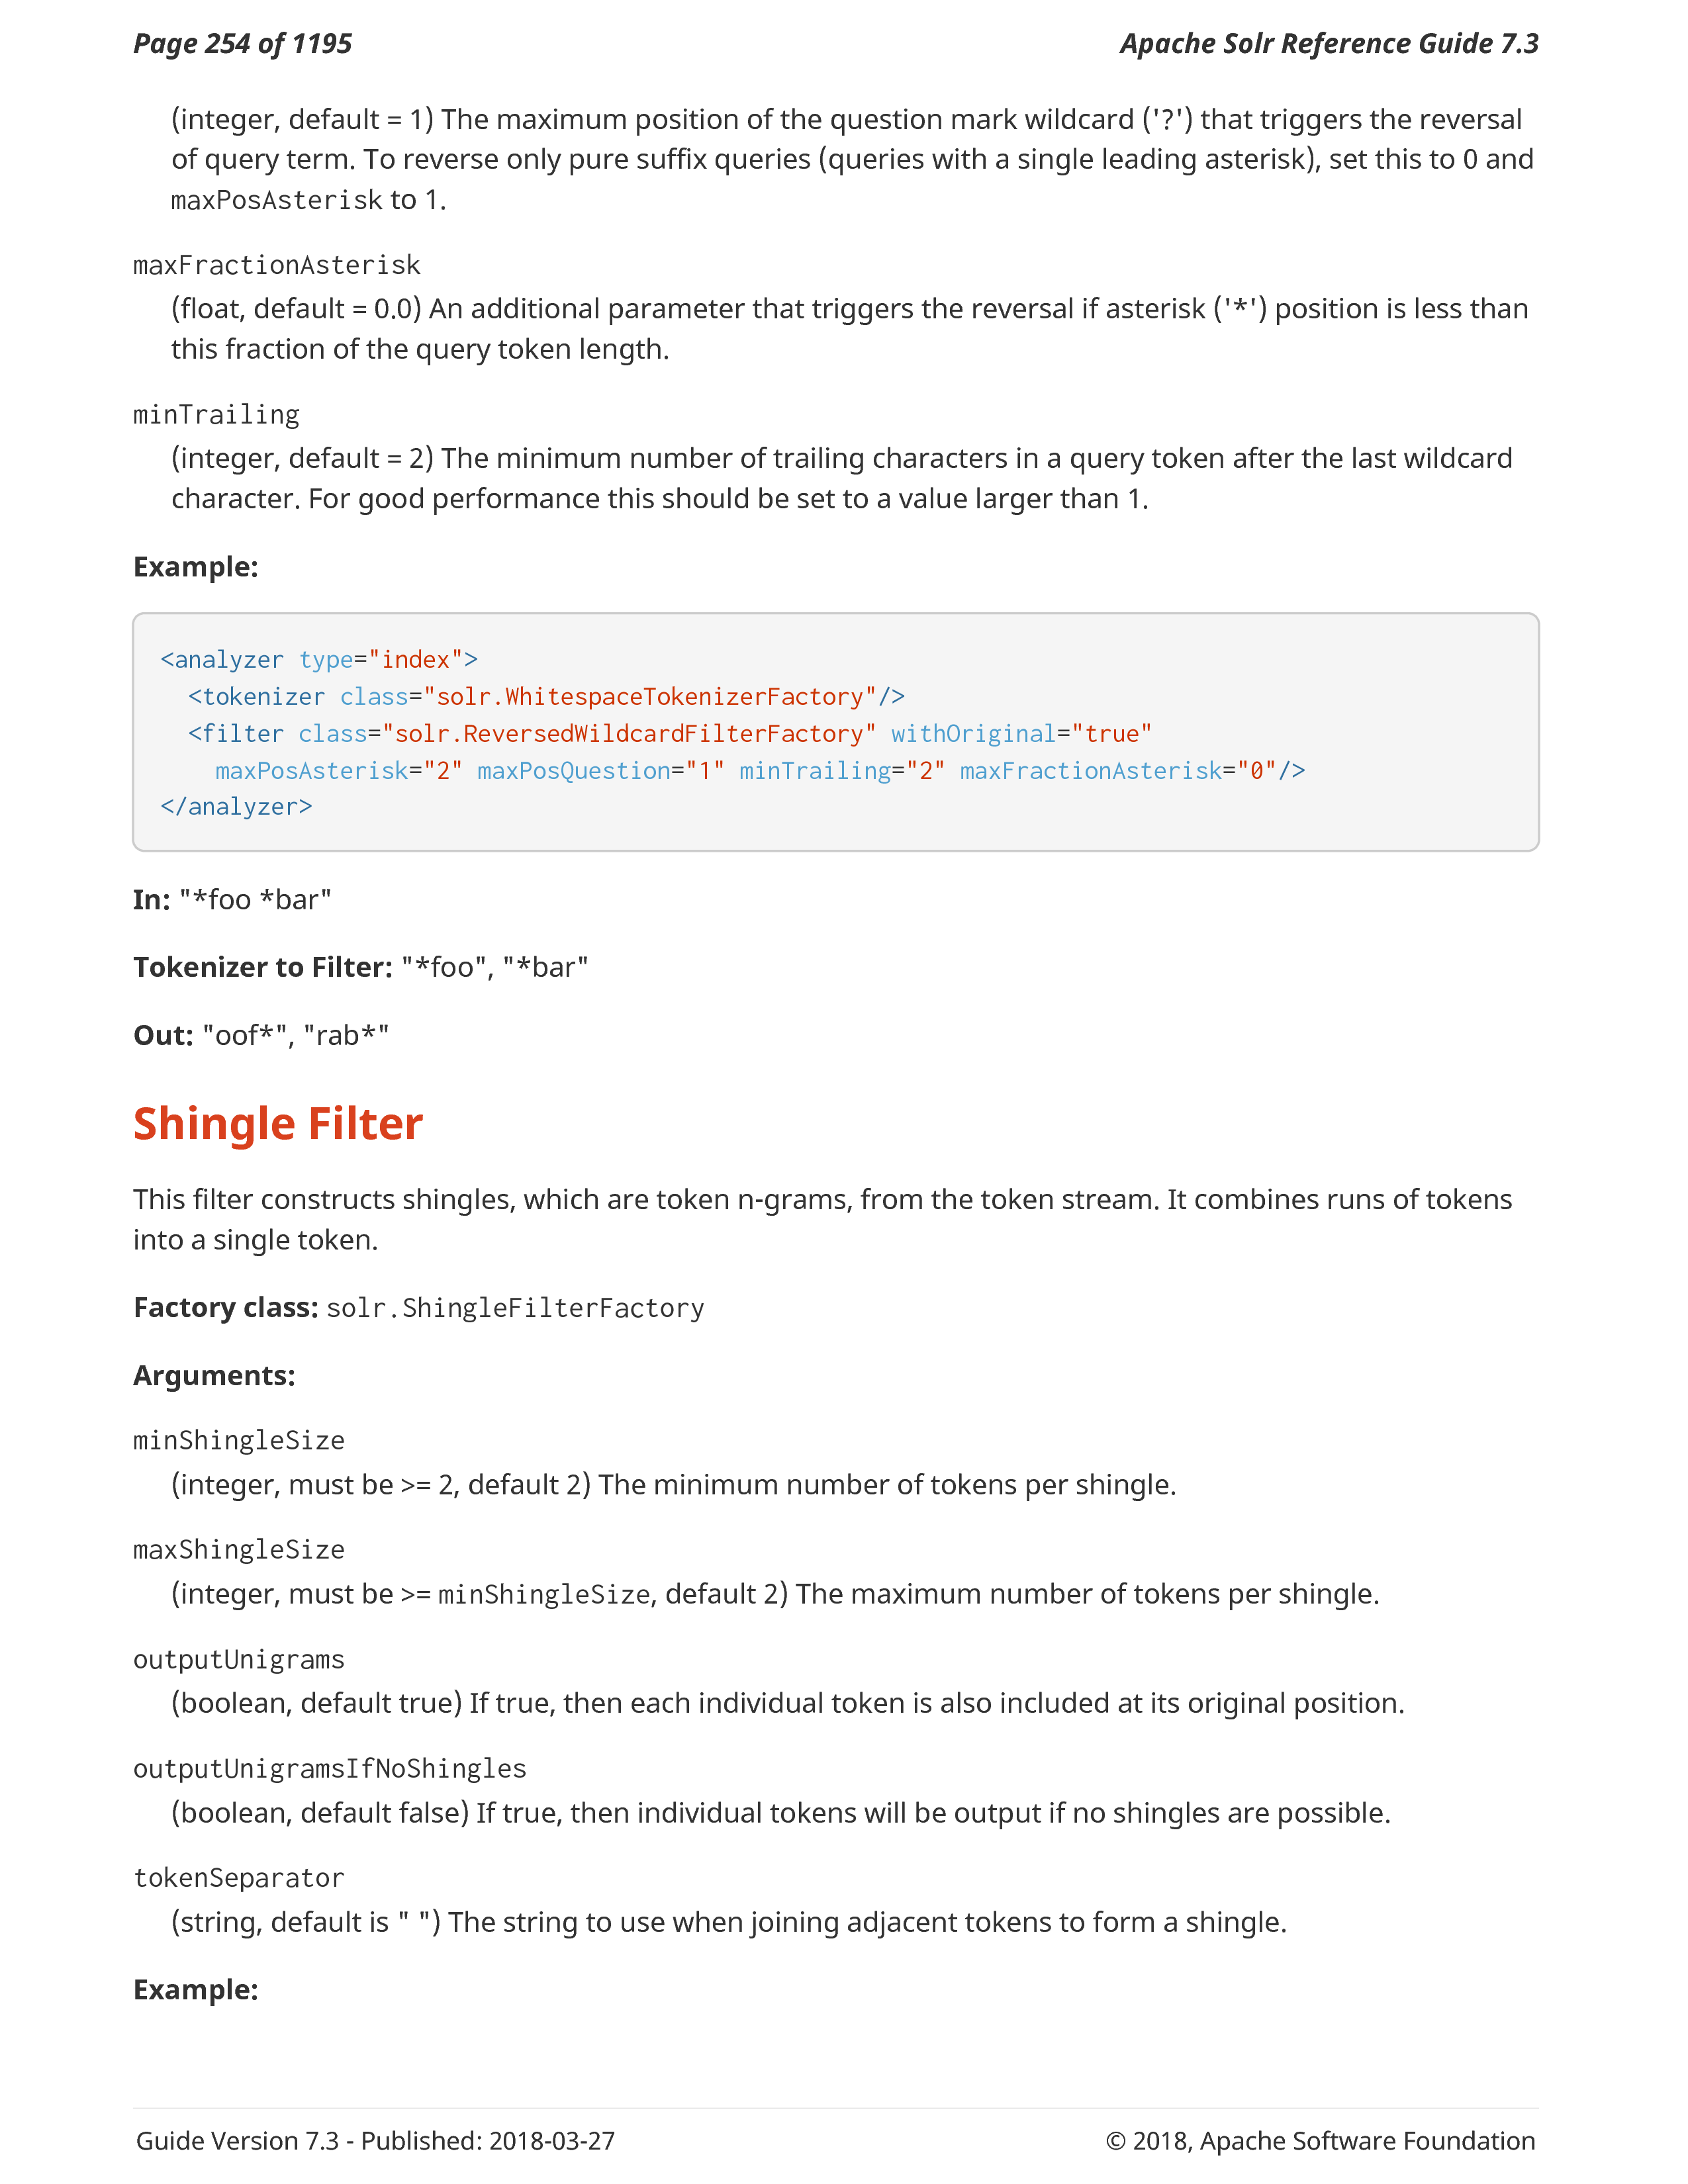 Page 254 of 1195
Apache Solr Reference Guide 7.3
(integer, default = 1) The maximum position of the question mark wildcard ('?') that triggers the reversal
of query term. To reverse only pure suffix queries (queries with a single leading asterisk), set this to 0 and
maxPosAsterisk to 1.
maxFractionAsterisk
(float, default = 0.0) An additional parameter that triggers the reversal if asterisk ('*') position is less than
this fraction of the query token length.
minTrailing
(integer, default = 2) The minimum number of trailing characters in a query token after the last wildcard
character. For good performance this should be set to a value larger than 1.
Example:
<analyzer type="index">
  <tokenizer class="solr.WhitespaceTokenizerFactory"/>
  <filter class="solr.ReversedWildcardFilterFactory" withOriginal="true"
    maxPosAsterisk="2" maxPosQuestion="1" minTrailing="2" maxFractionAsterisk="0"/>
</analyzer>
In: "*foo *bar"
Tokenizer to Filter: "*foo", "*bar"
Out: "oof*", "rab*"
Shingle Filter
This filter constructs shingles, which are token n-grams, from the token stream. It combines runs of tokens
into a single token.
Factory class: solr.ShingleFilterFactory
Arguments:
minShingleSize
(integer, must be >= 2, default 2) The minimum number of tokens per shingle.
maxShingleSize
(integer, must be >= minShingleSize, default 2) The maximum number of tokens per shingle.
outputUnigrams
(boolean, default true) If true, then each individual token is also included at its original position.
outputUnigramsIfNoShingles
(boolean, default false) If true, then individual tokens will be output if no shingles are possible.
tokenSeparator
(string, default is " ") The string to use when joining adjacent tokens to form a shingle.
Example:
Guide Version 7.3 - Published: 2018-03-27
© 2018, Apache Software Foundation